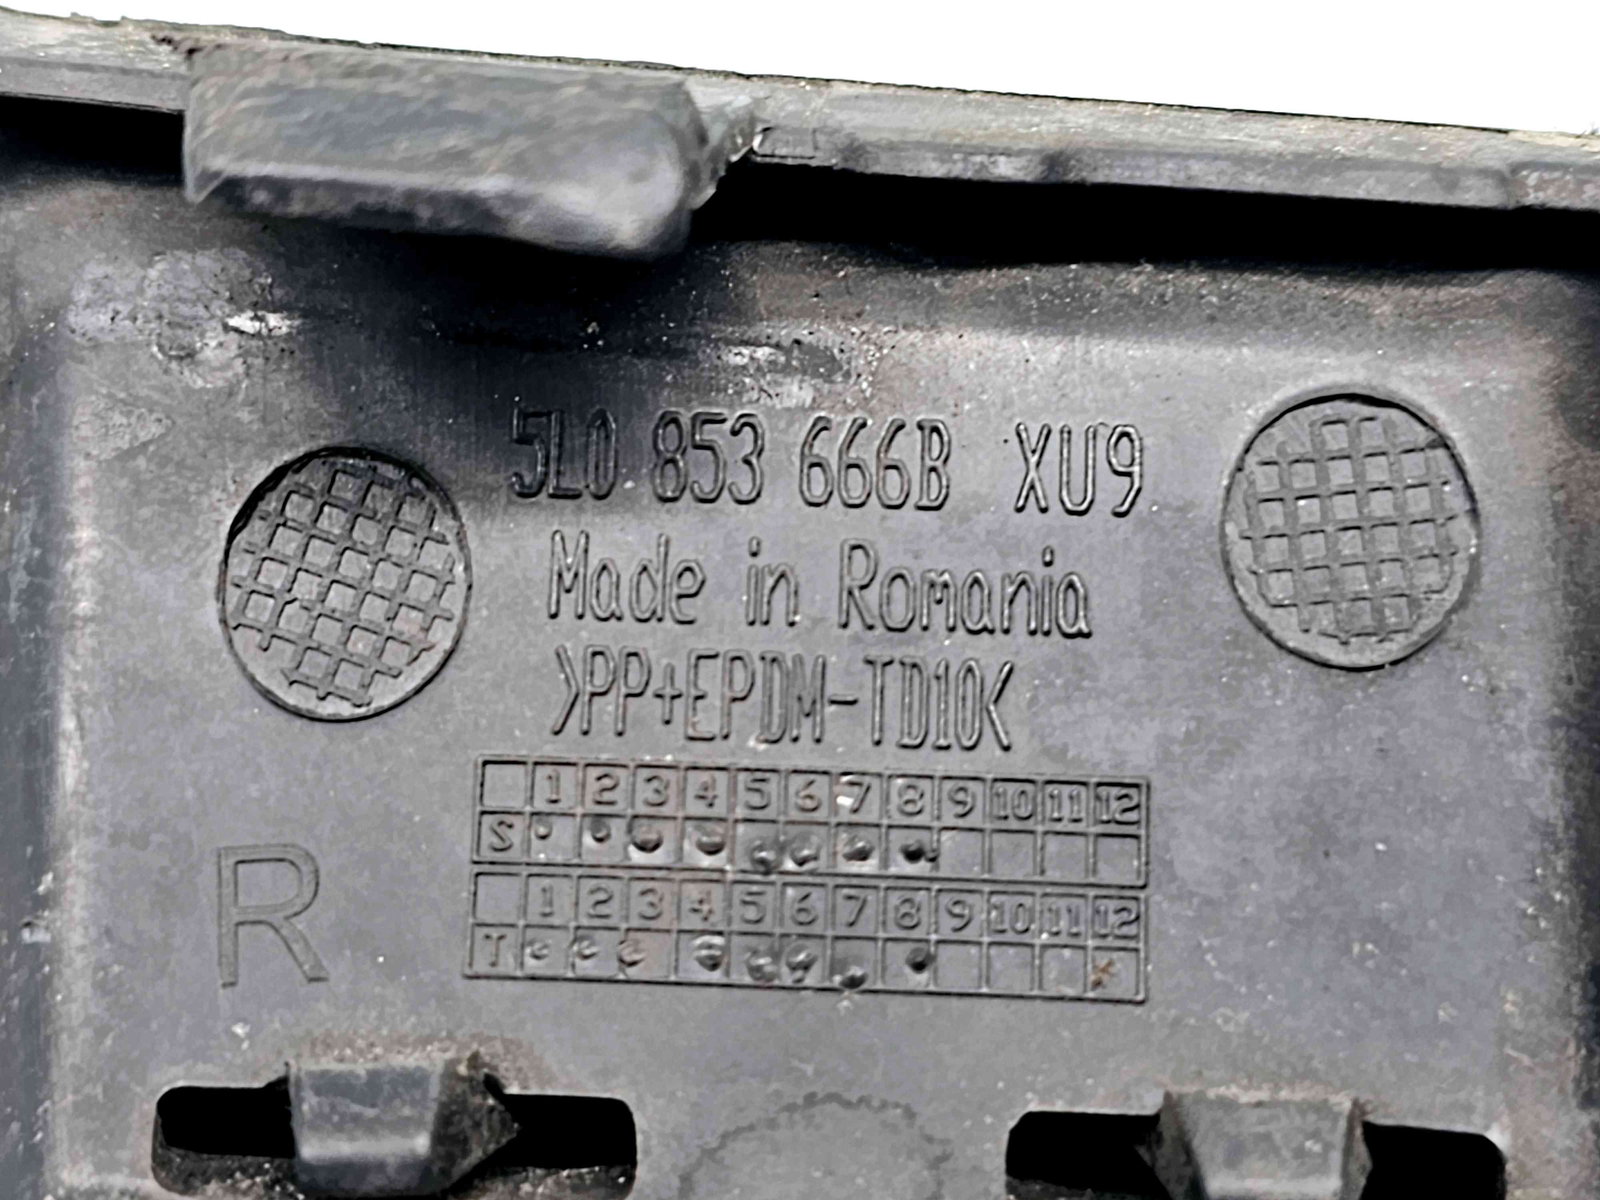 5L0 853 666B XU9
Made in Romania
>PP+EPDM-TD10<
1 2 3 4 5 6 7 8 9 10 11 12
S
1 2 3 4 5 6 7 8 9 10 11 12
T
R